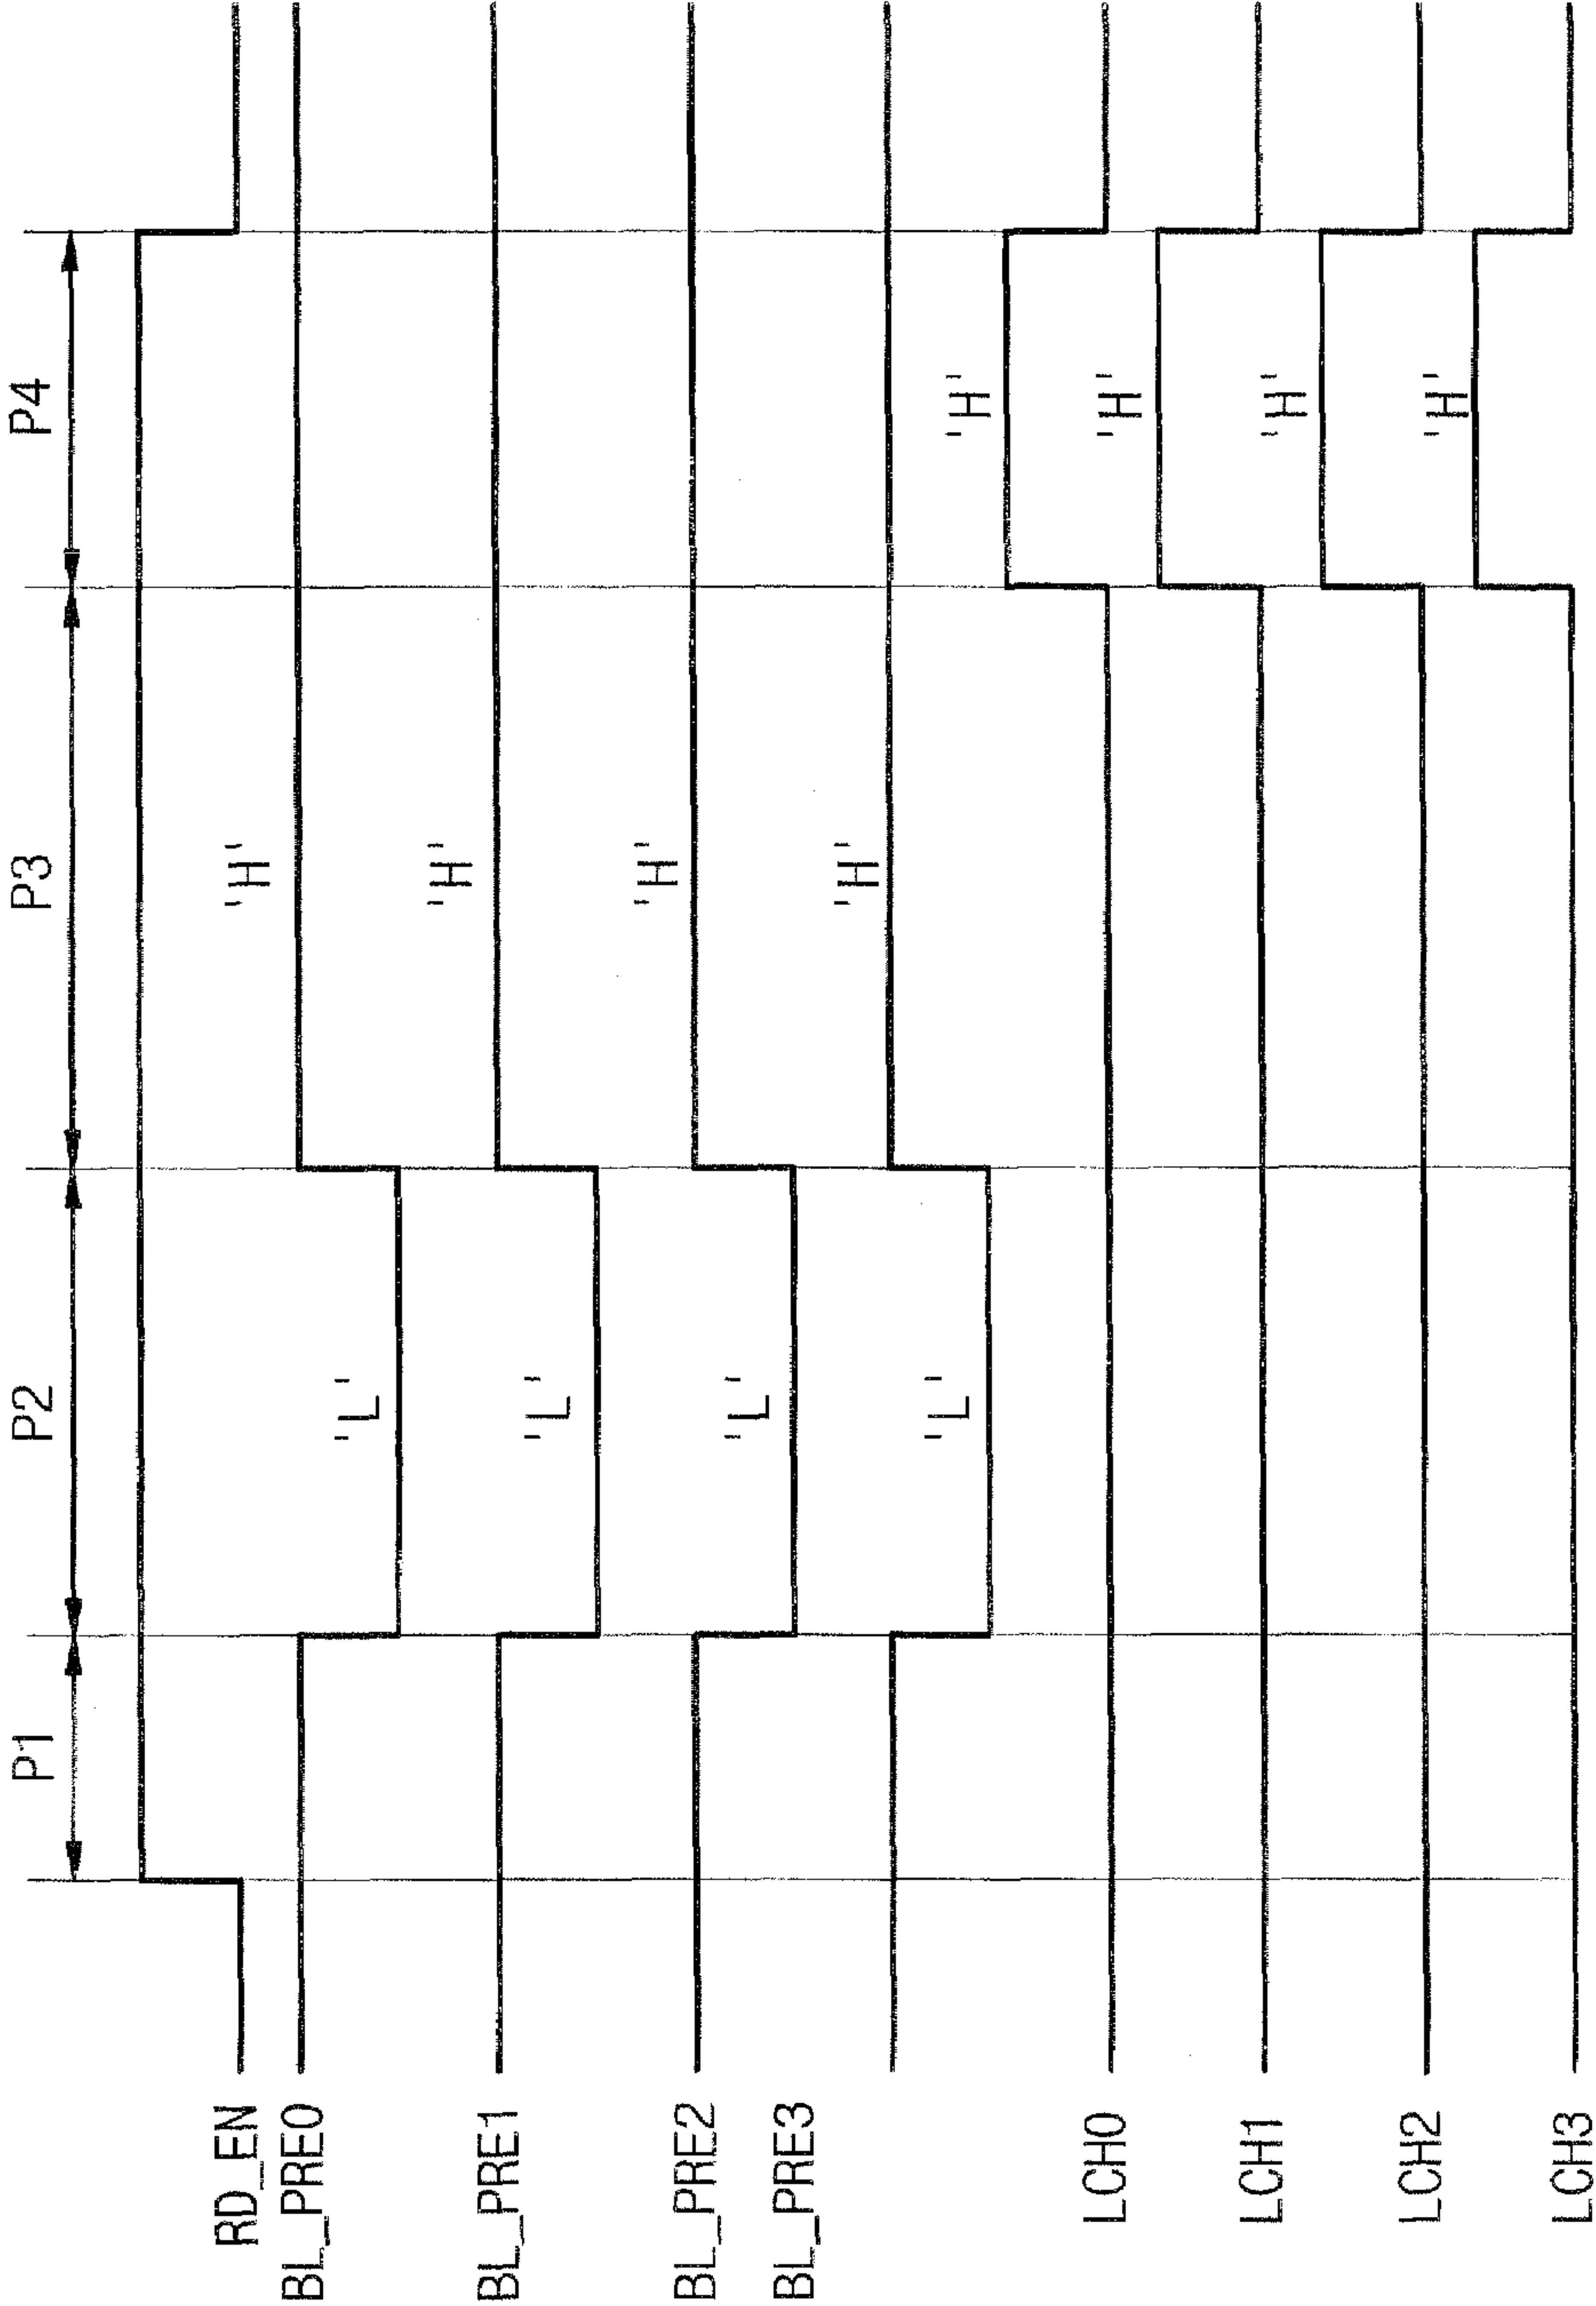 P1 P2 P3 P4
RD_EN
BL_PRE0 'L' 'H'
BL_PRE1 'L' 'H'
BL_PRE2 'L' 'H'
BL_PRE3 'L' 'H'
LCH0 'H'
LCH1 'H'
LCH2 'H'
LCH3 'H'